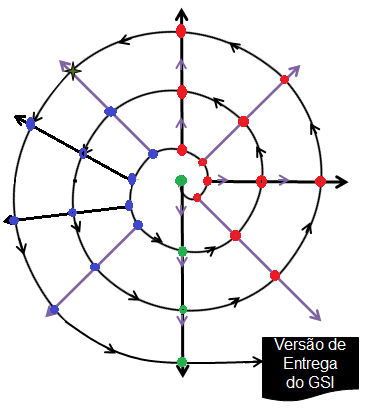 Versão de
Entrega
do GSI